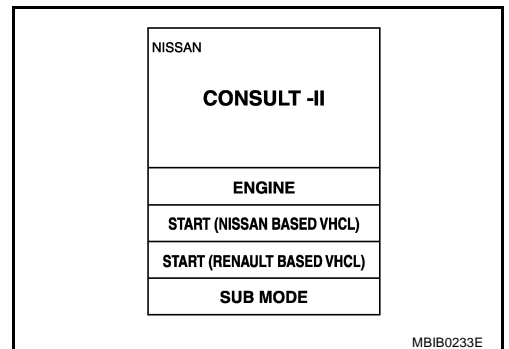 NISSAN
CONSULT -II
ENGINE
START (NISSAN BASED VHCL)
START (RENAULT BASED VHCL)
SUB MODE
MBIB0233E